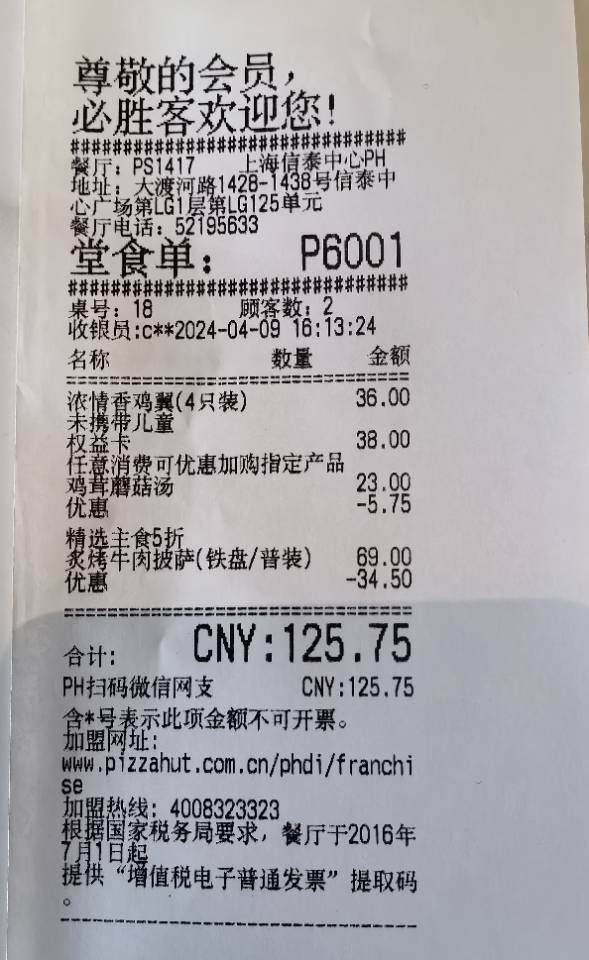 尊敬的会员，
必胜客欢迎您！
################################
餐厅：PS1417 上海信泰中心PH
地址：大渡河路1428-1438号信泰中
心广场第LG1层第LG125单元
餐厅电话：52195633
堂食单： P6001
################################
桌号：18 顾客数：2
收银员:c**2024-04-09 16:13:24
名称 数量 金额
================================
浓情香鸡翼(4只装) 36.00
未携带儿童
权益卡 38.00
任意消费可优惠加购指定产品
鸡茸蘑菇汤 23.00
优惠 -5.75
精选主食5折
炙烤牛肉披萨(铁盘/普装) 69.00
优惠 -34.50
================================
合计: CNY:125.75
PH扫码微信网支 CNY:125.75
含*号表示此项金额不可开票。
加盟网址:
www.pizzahut.com.cn/phdi/franchi
se
加盟热线: 4008323323
根据国家税务局要求，餐厅于2016年
7月1日起
提供“增值税电子普通发票”提取码
。
--------------------------------